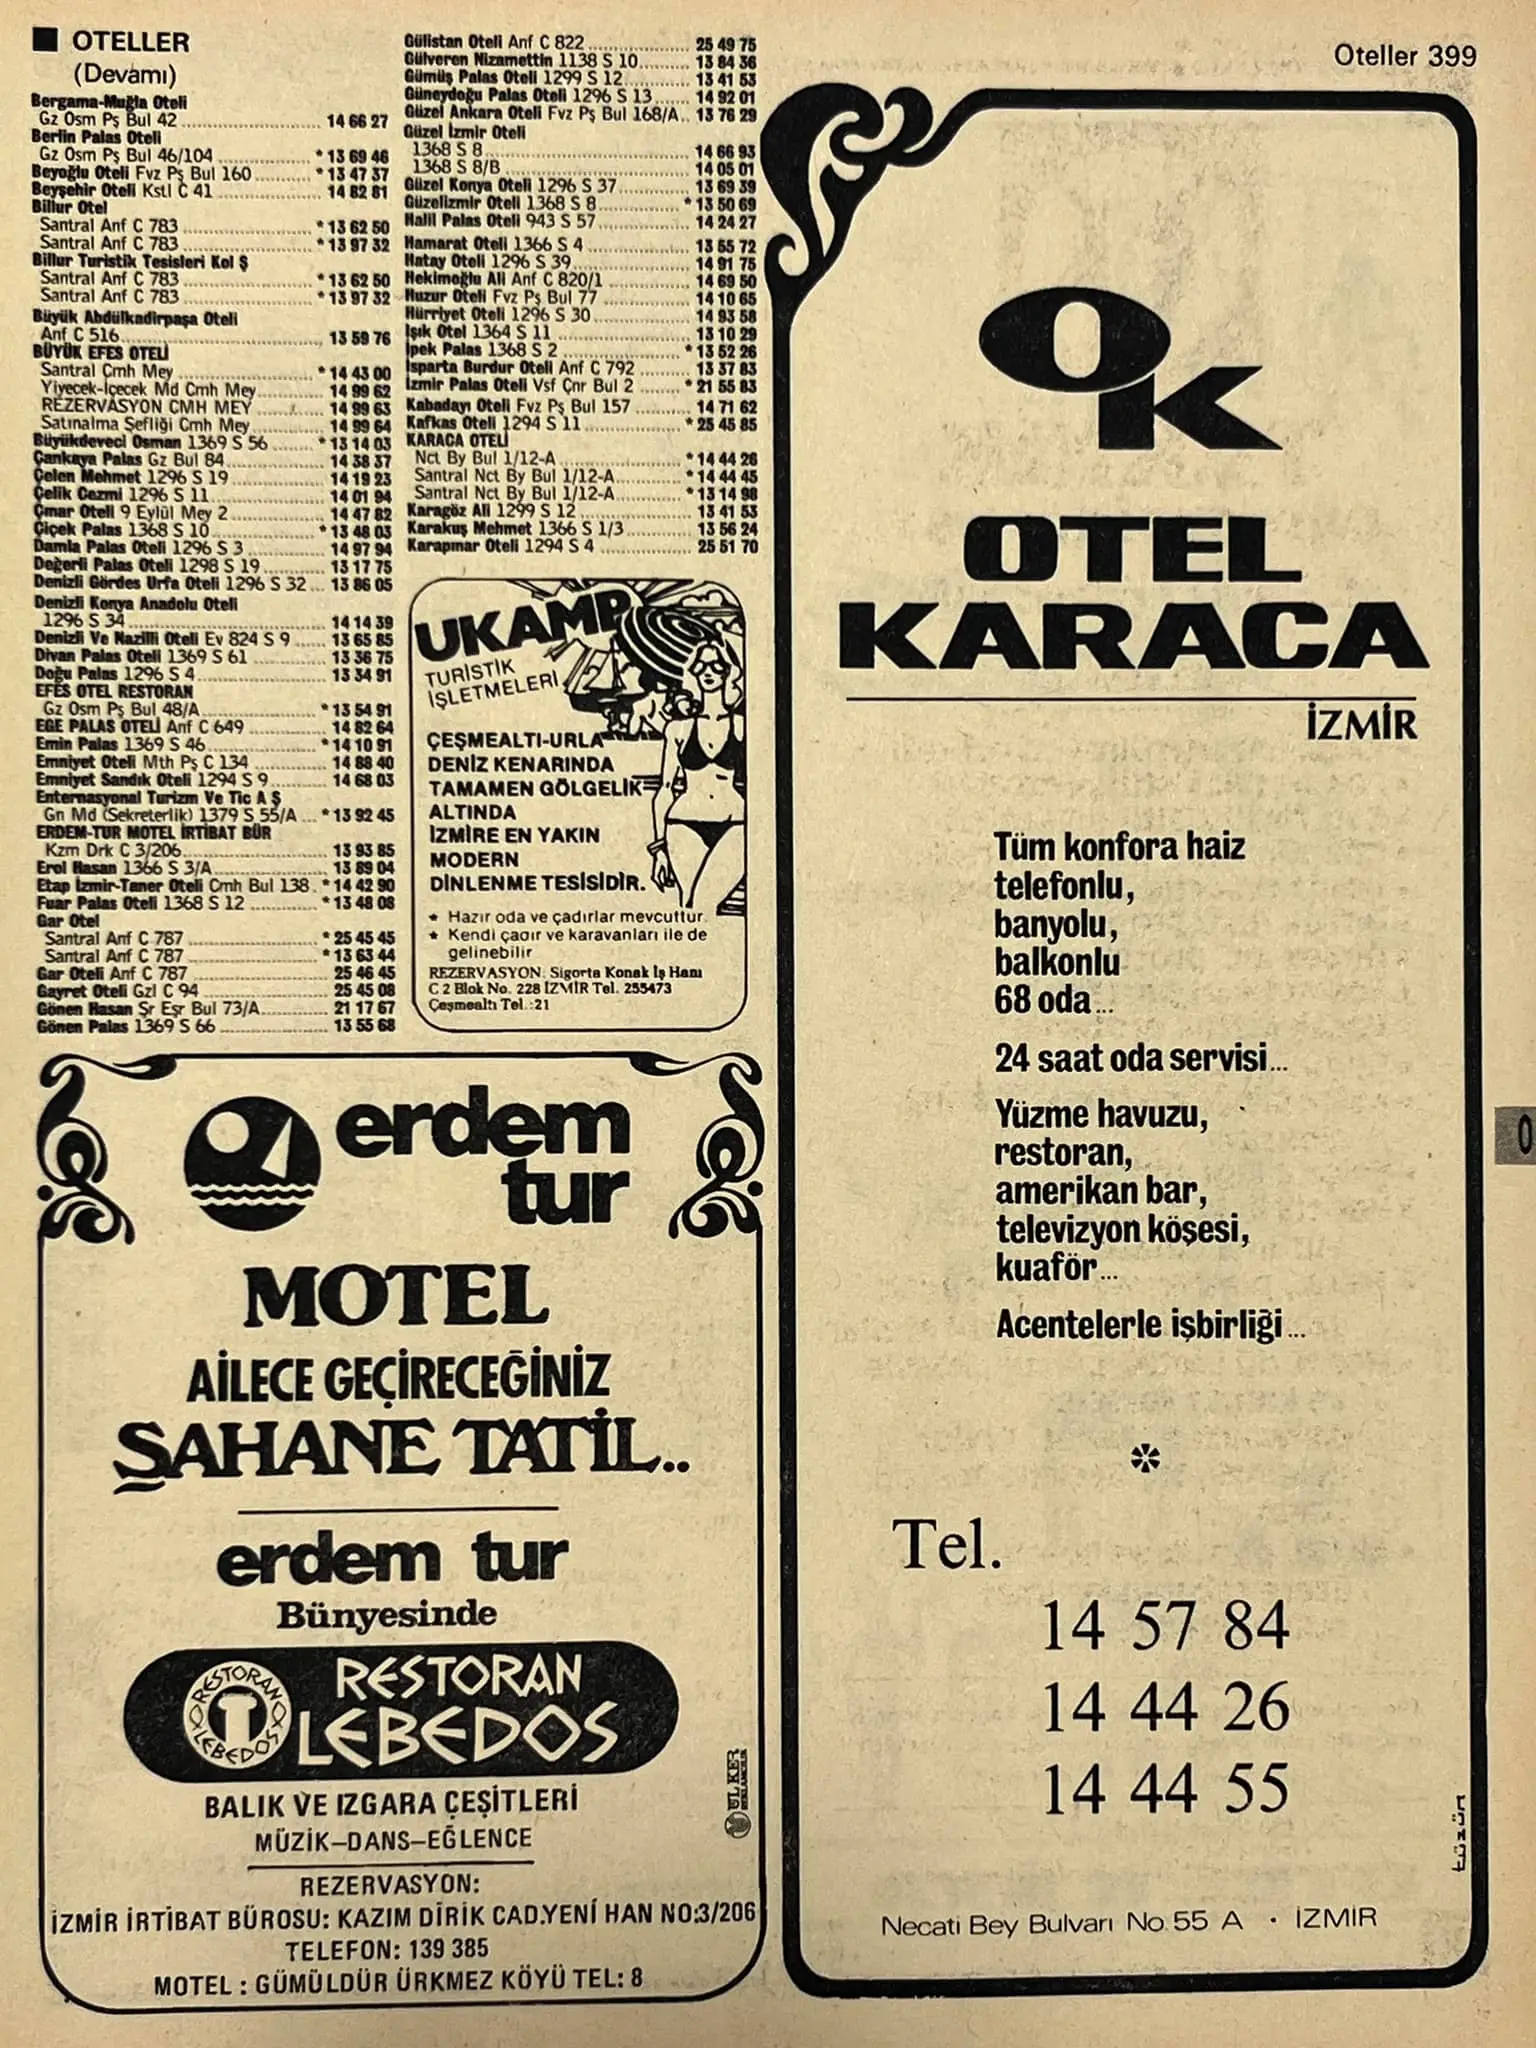 ■ OTELLER
(Devamı)
Bergama-Muğla Oteli
Gz Osm Pş Bul 42 14 66 27
Berlin Palas Oteli
Gz Osm Pş Bul 46/104 *13 69 46
Beyoğlu Oteli Fvz Pş Bul 160 *13 47 37
Beyşehir Oteli Kstl C 41 14 82 81
Billur Otel
Santral Anf C 783 *13 62 50
Santral Anf C 783 *13 97 32
Billur Turistik Tesisleri Kol Ş
Santral Anf C 783 *13 62 50
Santral Anf C 783 *13 97 32
Büyük Abdülkadirpaşa Oteli
Anf C 516 13 59 76
BÜYÜK EFES OTELİ
Santral Cmh Mey *14 43 00
Yiyecek-İçecek Md Cmh Mey 14 99 62
REZERVASYON CMH MEY 14 99 63
Satınalma Şefliği Cmh Mey 14 99 64
Büyükdeveci Osman 1369 S 56 *13 14 03
Çankaya Palas Gz Bul 84 14 38 37
Çelen Mehmet 1296 S 19 14 19 23
Çelik Cezmi 1296 S 11 14 01 94
Çınar Oteli 9 Eylül Mey 2 14 47 82
Çiçek Palas 1368 S 10 *13 48 03
Damla Palas Oteli 1296 S 3 14 97 94
Değerli Palas Oteli 1298 S 19 13 17 75
Denizli Gördes Urfa Oteli 1296 S 32 13 86 05
Denizli Konya Anadolu Oteli
1296 S 34 14 14 39
Denizli Ve Nazilli Oteli Ev 824 S 9 13 65 85
Divan Palas Oteli 1369 S 61 13 36 75
Doğu Palas 1296 S 4 13 34 91
EFES OTEL RESTORAN
Gz Osm Pş Bul 48/A *13 54 91
EGE PALAS OTELİ Anf C 649 14 82 64
Emin Palas 1369 S 46 *14 10 91
Emniyet Oteli Mth Pş C 134 14 88 40
Emniyet Sandık Oteli 1294 S 9 14 68 03
Enternasyonal Turizm Ve Tic A Ş
Gn Md (Sekreterlik) 1379 S 55/A *13 92 45
ERDEM-TUR MOTEL İRTİBAT BÜR
Kzm Drk C 3/206 13 93 85
Erol Hasan 1366 S 3/A 13 89 04
Etap İzmir-Taner Oteli Cmh Bul 138 *14 42 90
Fuar Palas Oteli 1368 S 12 *13 48 08
Gar Otel
Santral Anf C 787 *25 45 45
Santral Anf C 787 *13 63 44
Gar Oteli Anf C 787 25 46 45
Gayret Oteli Gzl C 94 25 45 08
Gönen Hasan Şr Eşr Bul 73/A 21 17 67
Gönen Palas 1369 S 66 13 55 68
Gülistan Oteli Anf C 822 25 49 75
Gülveren Nizamettin 1138 S 10 13 84 36
Gümüş Palas Oteli 1299 S 12 13 41 53
Güneydoğu Palas Oteli 1296 S 13 14 92 01
Güzel Ankara Oteli Fvz Pş Bul 168/A 13 76 29
Güzel İzmir Oteli
1368 S 8 14 66 93
1368 S 8/B 14 05 01
Güzel Konya Oteli 1296 S 37 13 69 39
Güzelizmir Oteli 1368 S 8 *13 50 69
Halil Palas Oteli 943 S 57 14 24 27
Hamarat Oteli 1366 S 4 13 55 72
Hatay Oteli 1296 S 39 14 91 75
Hekimoğlu Ali Anf C 820/1 14 69 50
Huzur Oteli Fvz Pş Bul 77 14 10 65
Hürriyet Oteli 1296 S 30 14 93 58
Işık Otel 1364 S 11 13 10 29
İpek Palas 1368 S 2 *13 52 26
Isparta Burdur Oteli Anf C 792 13 37 83
İzmir Palas Oteli Vsf Çnr Bul 2 *21 55 83
Kabadayı Oteli Fvz Pş Bul 157 14 71 62
Kafkas Oteli 1294 S 11 *25 45 85
KARACA OTELİ
Nct By Bul 1/12-A *14 44 26
Santral Nct By Bul 1/12-A *14 44 45
Santral Nct By Bul 1/12-A *13 14 98
Karagöz Ali 1299 S 12 13 41 53
Karakuş Mehmet 1366 S 1/3 13 56 24
Karapınar Oteli 1294 S 4 25 51 70
UKAMP
TURİSTİK
İŞLETMELERİ
ÇEŞMEALTI-URLA
DENİZ KENARINDA
TAMAMEN GÖLGELİK
ALTINDA
İZMİRE EN YAKIN
MODERN
DİNLENME TESİSİDİR.
* Hazır oda ve çadırlar mevcuttur.
* Kendi çadır ve karavanları ile de
gelinebilir
REZERVASYON: Sigorta Konak İş Hanı
C 2 Blok No. 228 İZMİR Tel. 255473
Çeşmealtı Tel.:21
erdem
tur
MOTEL
AİLECE GEÇİRECEĞİNİZ
ŞAHANE TATİL..
erdem tur
Bünyesinde
RESTORAN LEBEDOS
RESTORAN
LEBEDOS
BALIK VE IZGARA ÇEŞİTLERİ
MÜZİK–DANS–EĞLENCE
REZERVASYON:
İZMİR İRTİBAT BÜROSU: KAZIM DİRİK CAD.YENİ HAN NO:3/206
TELEFON: 139 385
MOTEL : GÜMÜLDÜR ÜRKMEZ KÖYÜ TEL: 8
ÜLKER
Oteller 399
OK
OTEL
KARACA
İZMİR
Tüm konfora haiz
telefonlu,
banyolu,
balkonlu
68 oda...
24 saat oda servisi...
Yüzme havuzu,
restoran,
amerikan bar,
televizyon köşesi,
kuaför...
Acentelerle işbirliği...
*
Tel.
14 57 84
14 44 26
14 44 55
tüzün
Necati Bey Bulvarı No. 55 A · İZMİR
O